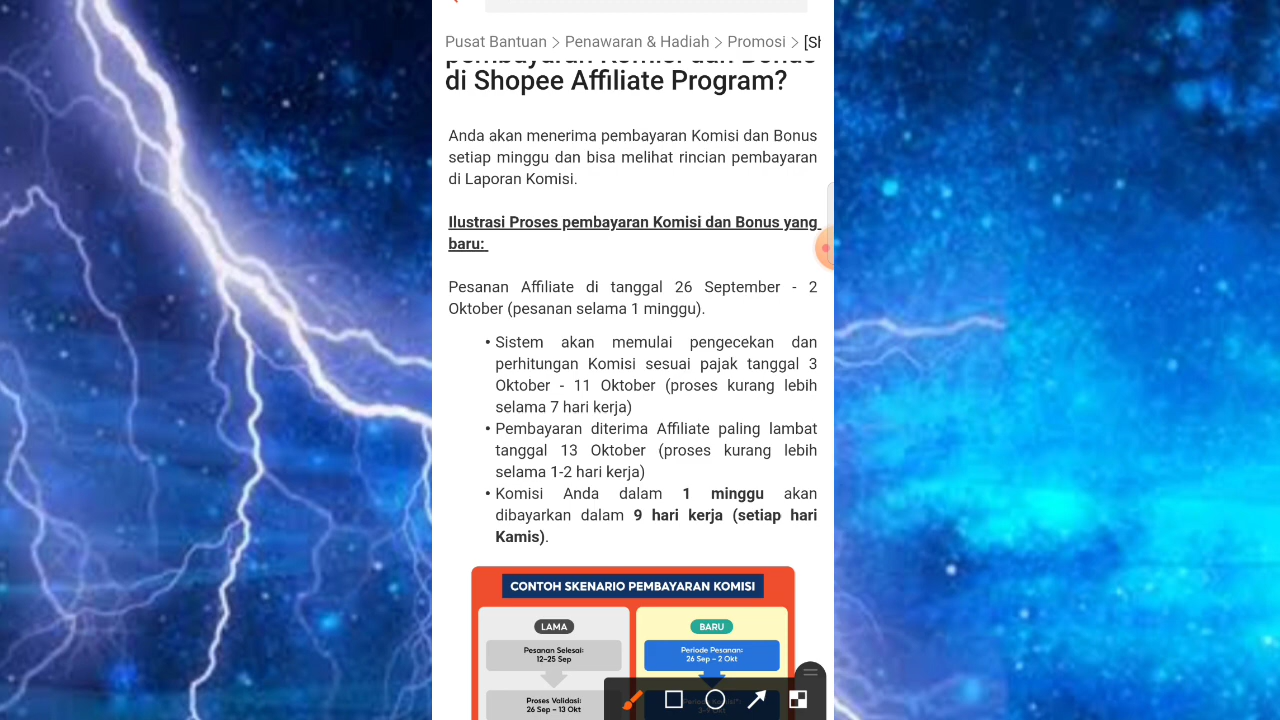 Pusat Bantuan > Penawaran & Hadiah > Promosi > [Sh
pembayaran Komisi dan Bonus
di Shopee Affiliate Program?
Anda akan menerima pembayaran Komisi dan Bonus
setiap minggu dan bisa melihat rincian pembayaran
di Laporan Komisi.
Ilustrasi Proses pembayaran Komisi dan Bonus yang
baru:
Pesanan Affiliate di tanggal 26 September - 2
Oktober (pesanan selama 1 minggu).
• Sistem akan memulai pengecekan dan
perhitungan Komisi sesuai pajak tanggal 3
Oktober - 11 Oktober (proses kurang lebih
selama 7 hari kerja)
• Pembayaran diterima Affiliate paling lambat
tanggal 13 Oktober (proses kurang lebih
selama 1-2 hari kerja)
• Komisi Anda dalam 1 minggu akan
dibayarkan dalam 9 hari kerja (setiap hari
Kamis).
CONTOH SKENARIO PEMBAYARAN KOMISI
LAMA
Pesanan Selesai:
12–25 Sep
Proses Validasi:
26 Sep – 13 Okt
BARU
Periode Pesanan:
26 Sep – 2 Okt